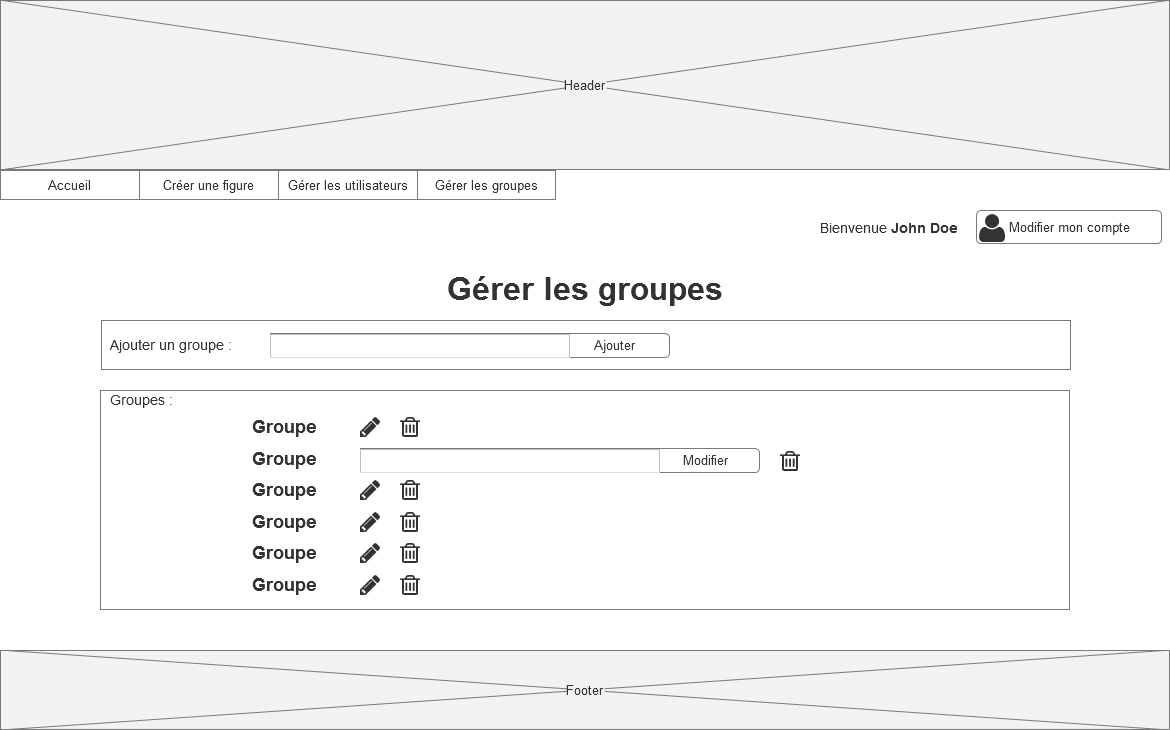 Header
Accueil Créer une figure Gérer les utilisateurs Gérer les groupes
Bienvenue John Doe Modifier mon compte
Gérer les groupes
Ajouter un groupe : Ajouter
Groupes :
Groupe
Groupe Modifier
Groupe
Groupe
Groupe
Groupe
Footer